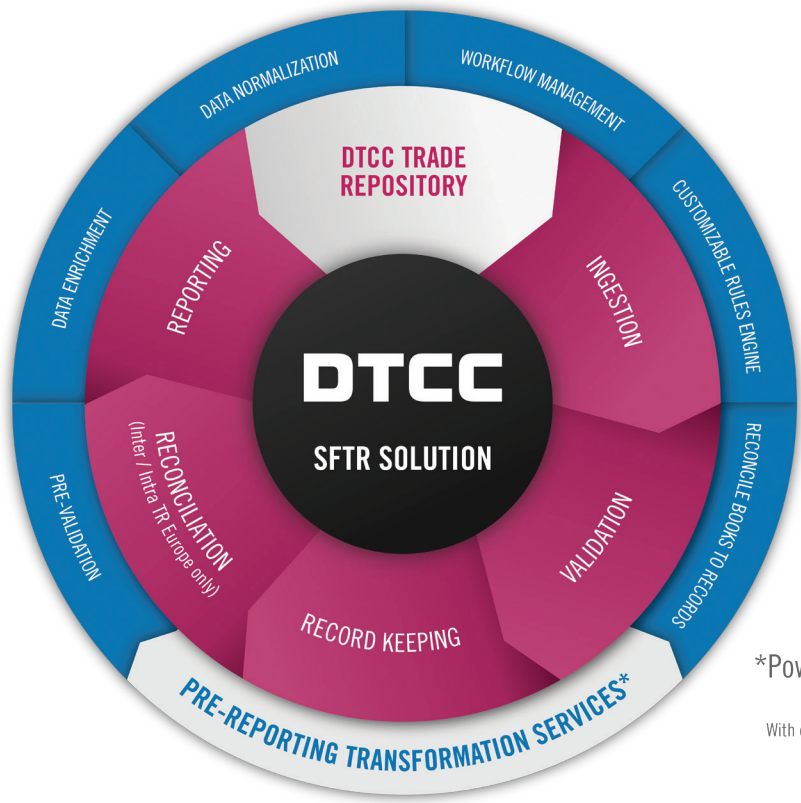 DATA NORMALIZATION
WORKFLOW MANAGEMENT
CUSTOMIZABLE RULES ENGINE
RECONCILE BOOKS TO RECORDS
DATA ENRICHMENT
PRE-VALIDATION
DTCC TRADE
REPOSITORY
INGESTION
VALIDATION
RECORD KEEPING
RECONCILIATION
(Inter / Intra TR Europe only)
REPORTING
DTCC
SFTR SOLUTION
PRE-REPORTING TRANSFORMATION SERVICES*
With